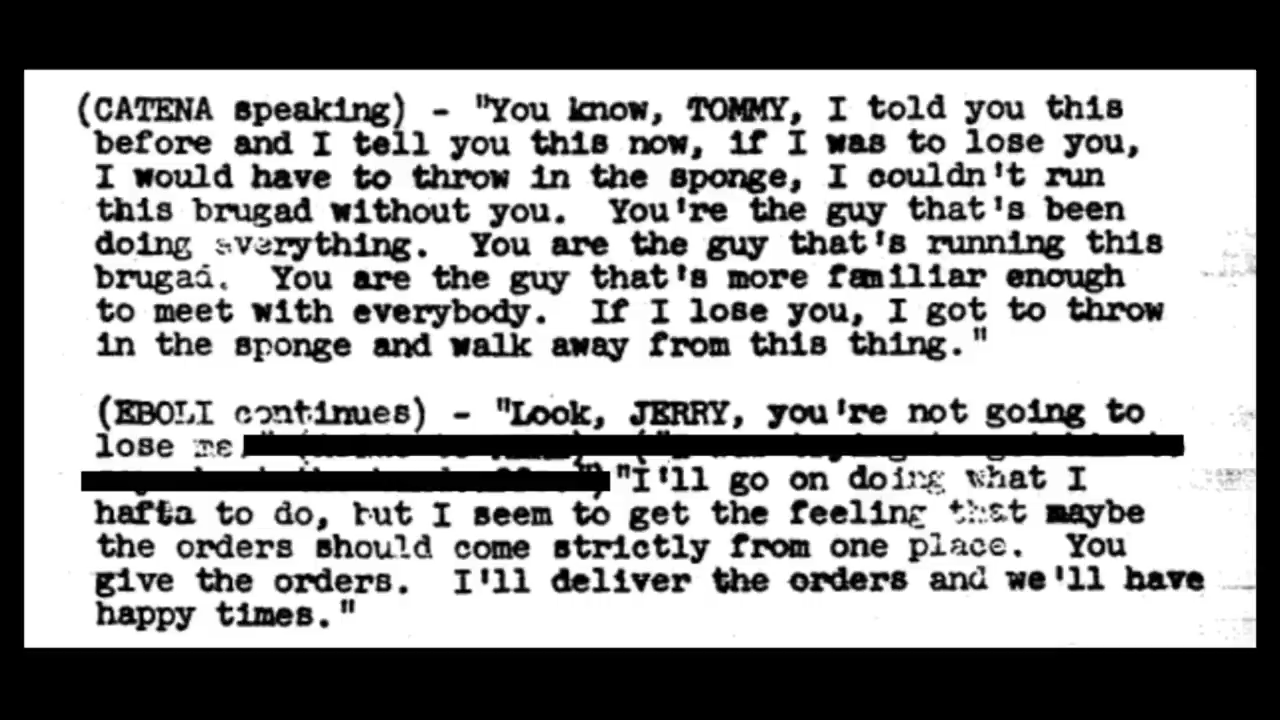 (CATENA speaking) - "You know, TOMMY, I told you this
before and I tell you this now, if I was to lose you,
I would have to throw in the sponge, I couldn't run
this brugad without you. You're the guy that's been
doing everything. You are the guy that's running this
brugad. You are the guy that's more familiar enough
to meet with everybody. If I lose you, I got to throw
in the sponge and walk away from this thing."
(EBOLI continues) - "Look, JERRY, you're not going to
lose me
"I'll go on doing what I
hafta to do, but I seem to get the feeling that maybe
the orders should come strictly from one place. You
give the orders. I'll deliver the orders and we'll have
happy times."